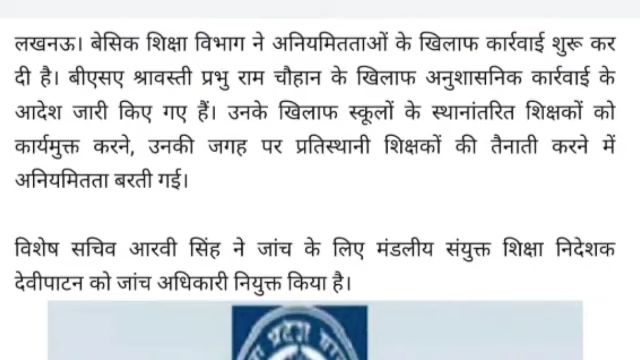 लखनऊ। बेसिक शिक्षा विभाग ने अनियमितताओं के खिलाफ कार्रवाई शुरू कर
दी है। बीएसए श्रावस्ती प्रभु राम चौहान के खिलाफ अनुशासनिक कार्रवाई के
आदेश जारी किए गए हैं। उनके खिलाफ स्कूलों के स्थानांतरित शिक्षकों को
कार्यमुक्त करने, उनकी जगह पर प्रतिस्थानी शिक्षकों की तैनाती करने में
अनियमितता बरती गई।
विशेष सचिव आरवी सिंह ने जांच के लिए मंडलीय संयुक्त शिक्षा निदेशक
देवीपाटन को जांच अधिकारी नियुक्त किया है।
प्रदेश